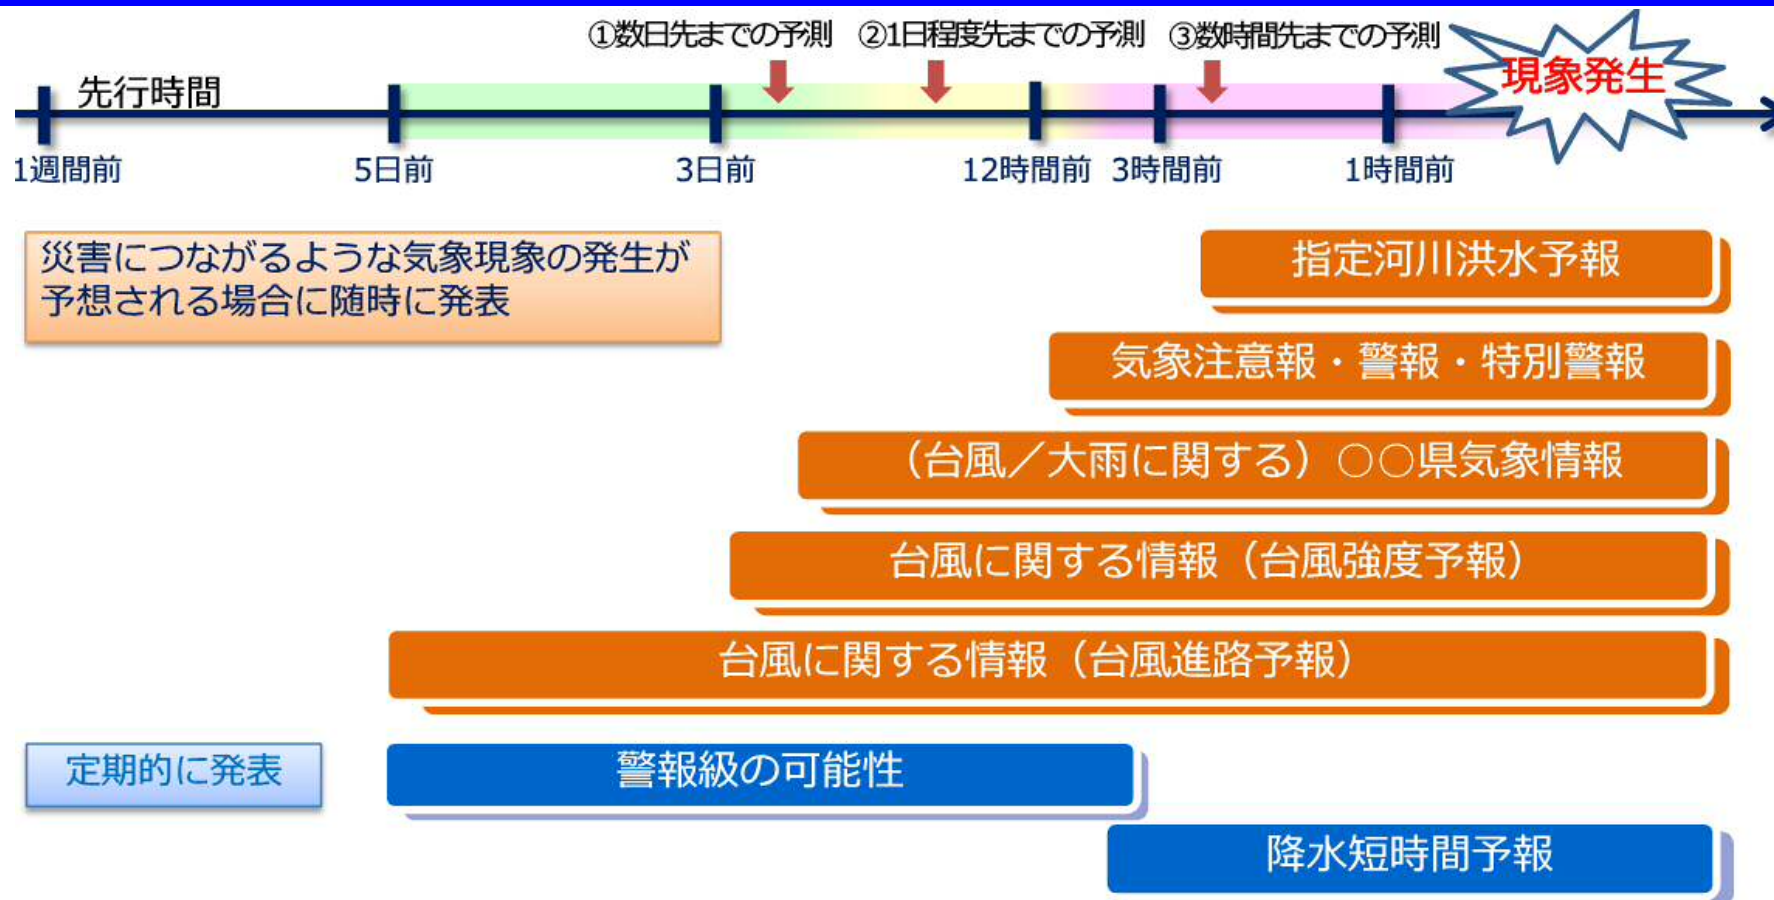 ①数日先までの予測
②1日程度先までの予測
③数時間先までの予測
先行時間
現象発生
1週間前
5日前
3日前
12時間前
3時間前
1時間前
災害につながるような気象現象の発生が
予想される場合に随時に発表
指定河川洪水予報
気象注意報・警報・特別警報
（台風／大雨に関する）○○県気象情報
台風に関する情報（台風強度予報）
台風に関する情報（台風進路予報）
定期的に発表
警報級の可能性
降水短時間予報